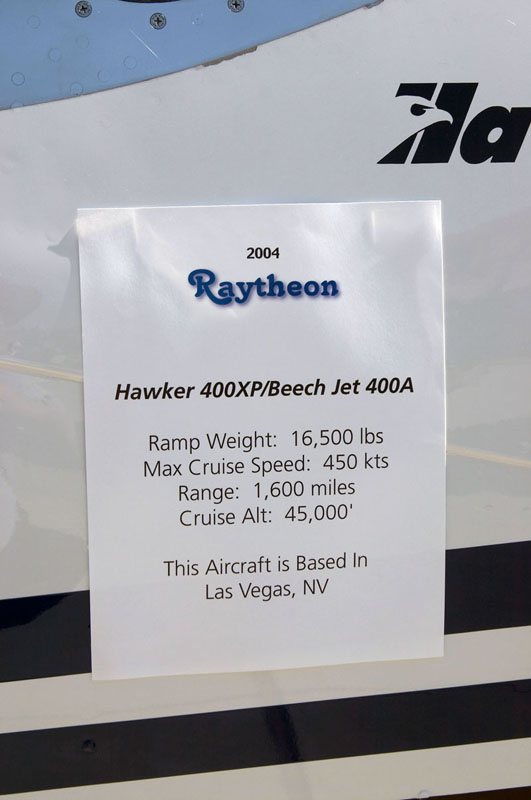 Ha
2004
Raytheon
Hawker 400XP/Beech Jet 400A
Ramp Weight: 16,500 lbs
Max Cruise Speed: 450 kts
Range: 1,600 miles
Cruise Alt: 45,000'
This Aircraft is Based In
Las Vegas, NV